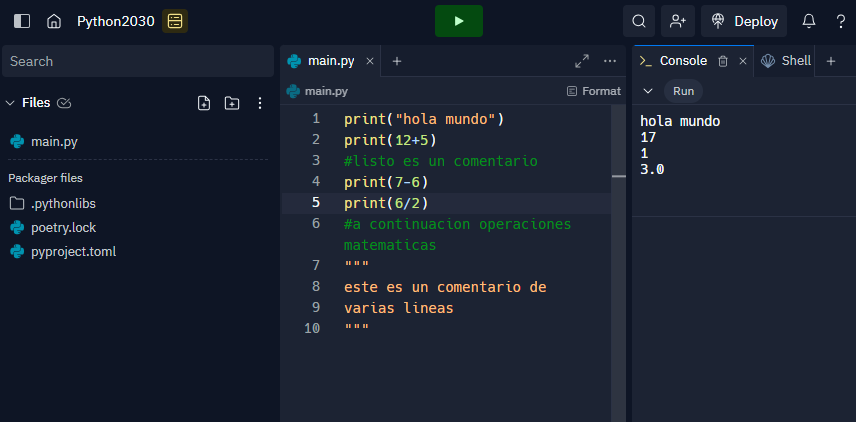 Python2030
Deploy
Search
Files
main.py
Packager files
.pythonlibs
poetry.lock
pyproject.toml
main.py
main.py
Format
1 print("hola mundo")
2 print(12+5)
3 #listo es un comentario
4 print(7-6)
5 print(6/2)
6 #a continuacion operaciones
matematicas
7 """
8 este es un comentario de
9 varias lineas
10 """
Console
Shell
Run
hola mundo
17
1
3.0